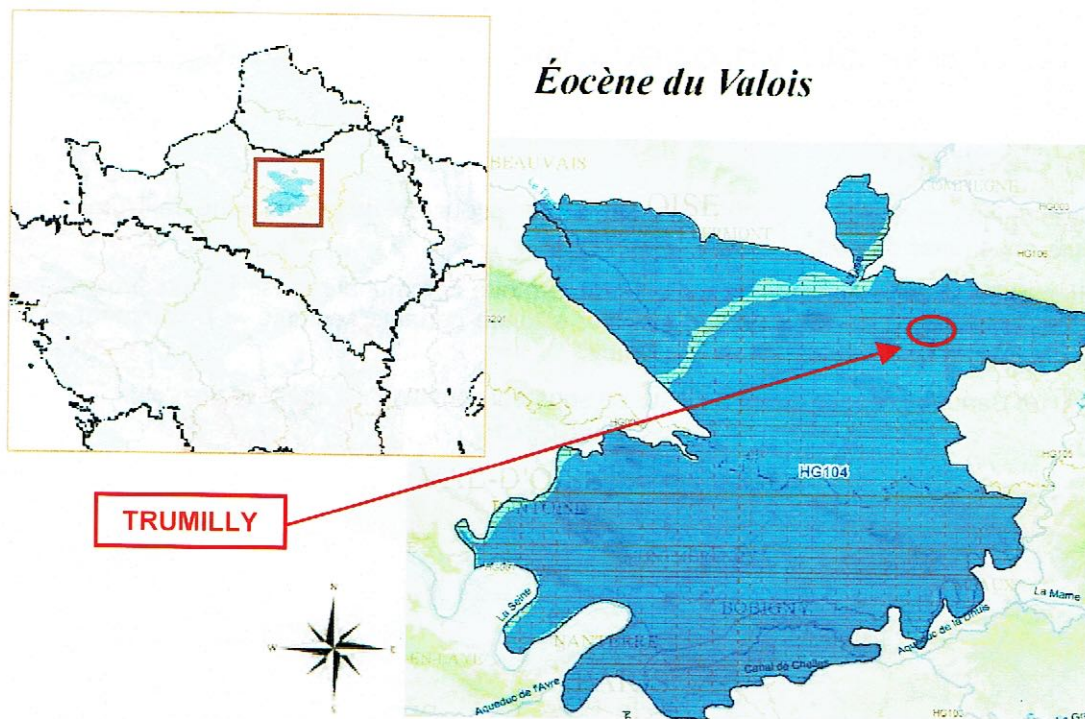 Éocène du Valois
BEAUVAIS
OISE
COMPIEGNE
HG106
HG104
TRUMILLY
BOBIGNY
NANTERRE
La Seine
La Marne
Aqueduc de la Dhuis
Canal de Chelles
Aqueduc de l'Avre
N
W
E
S